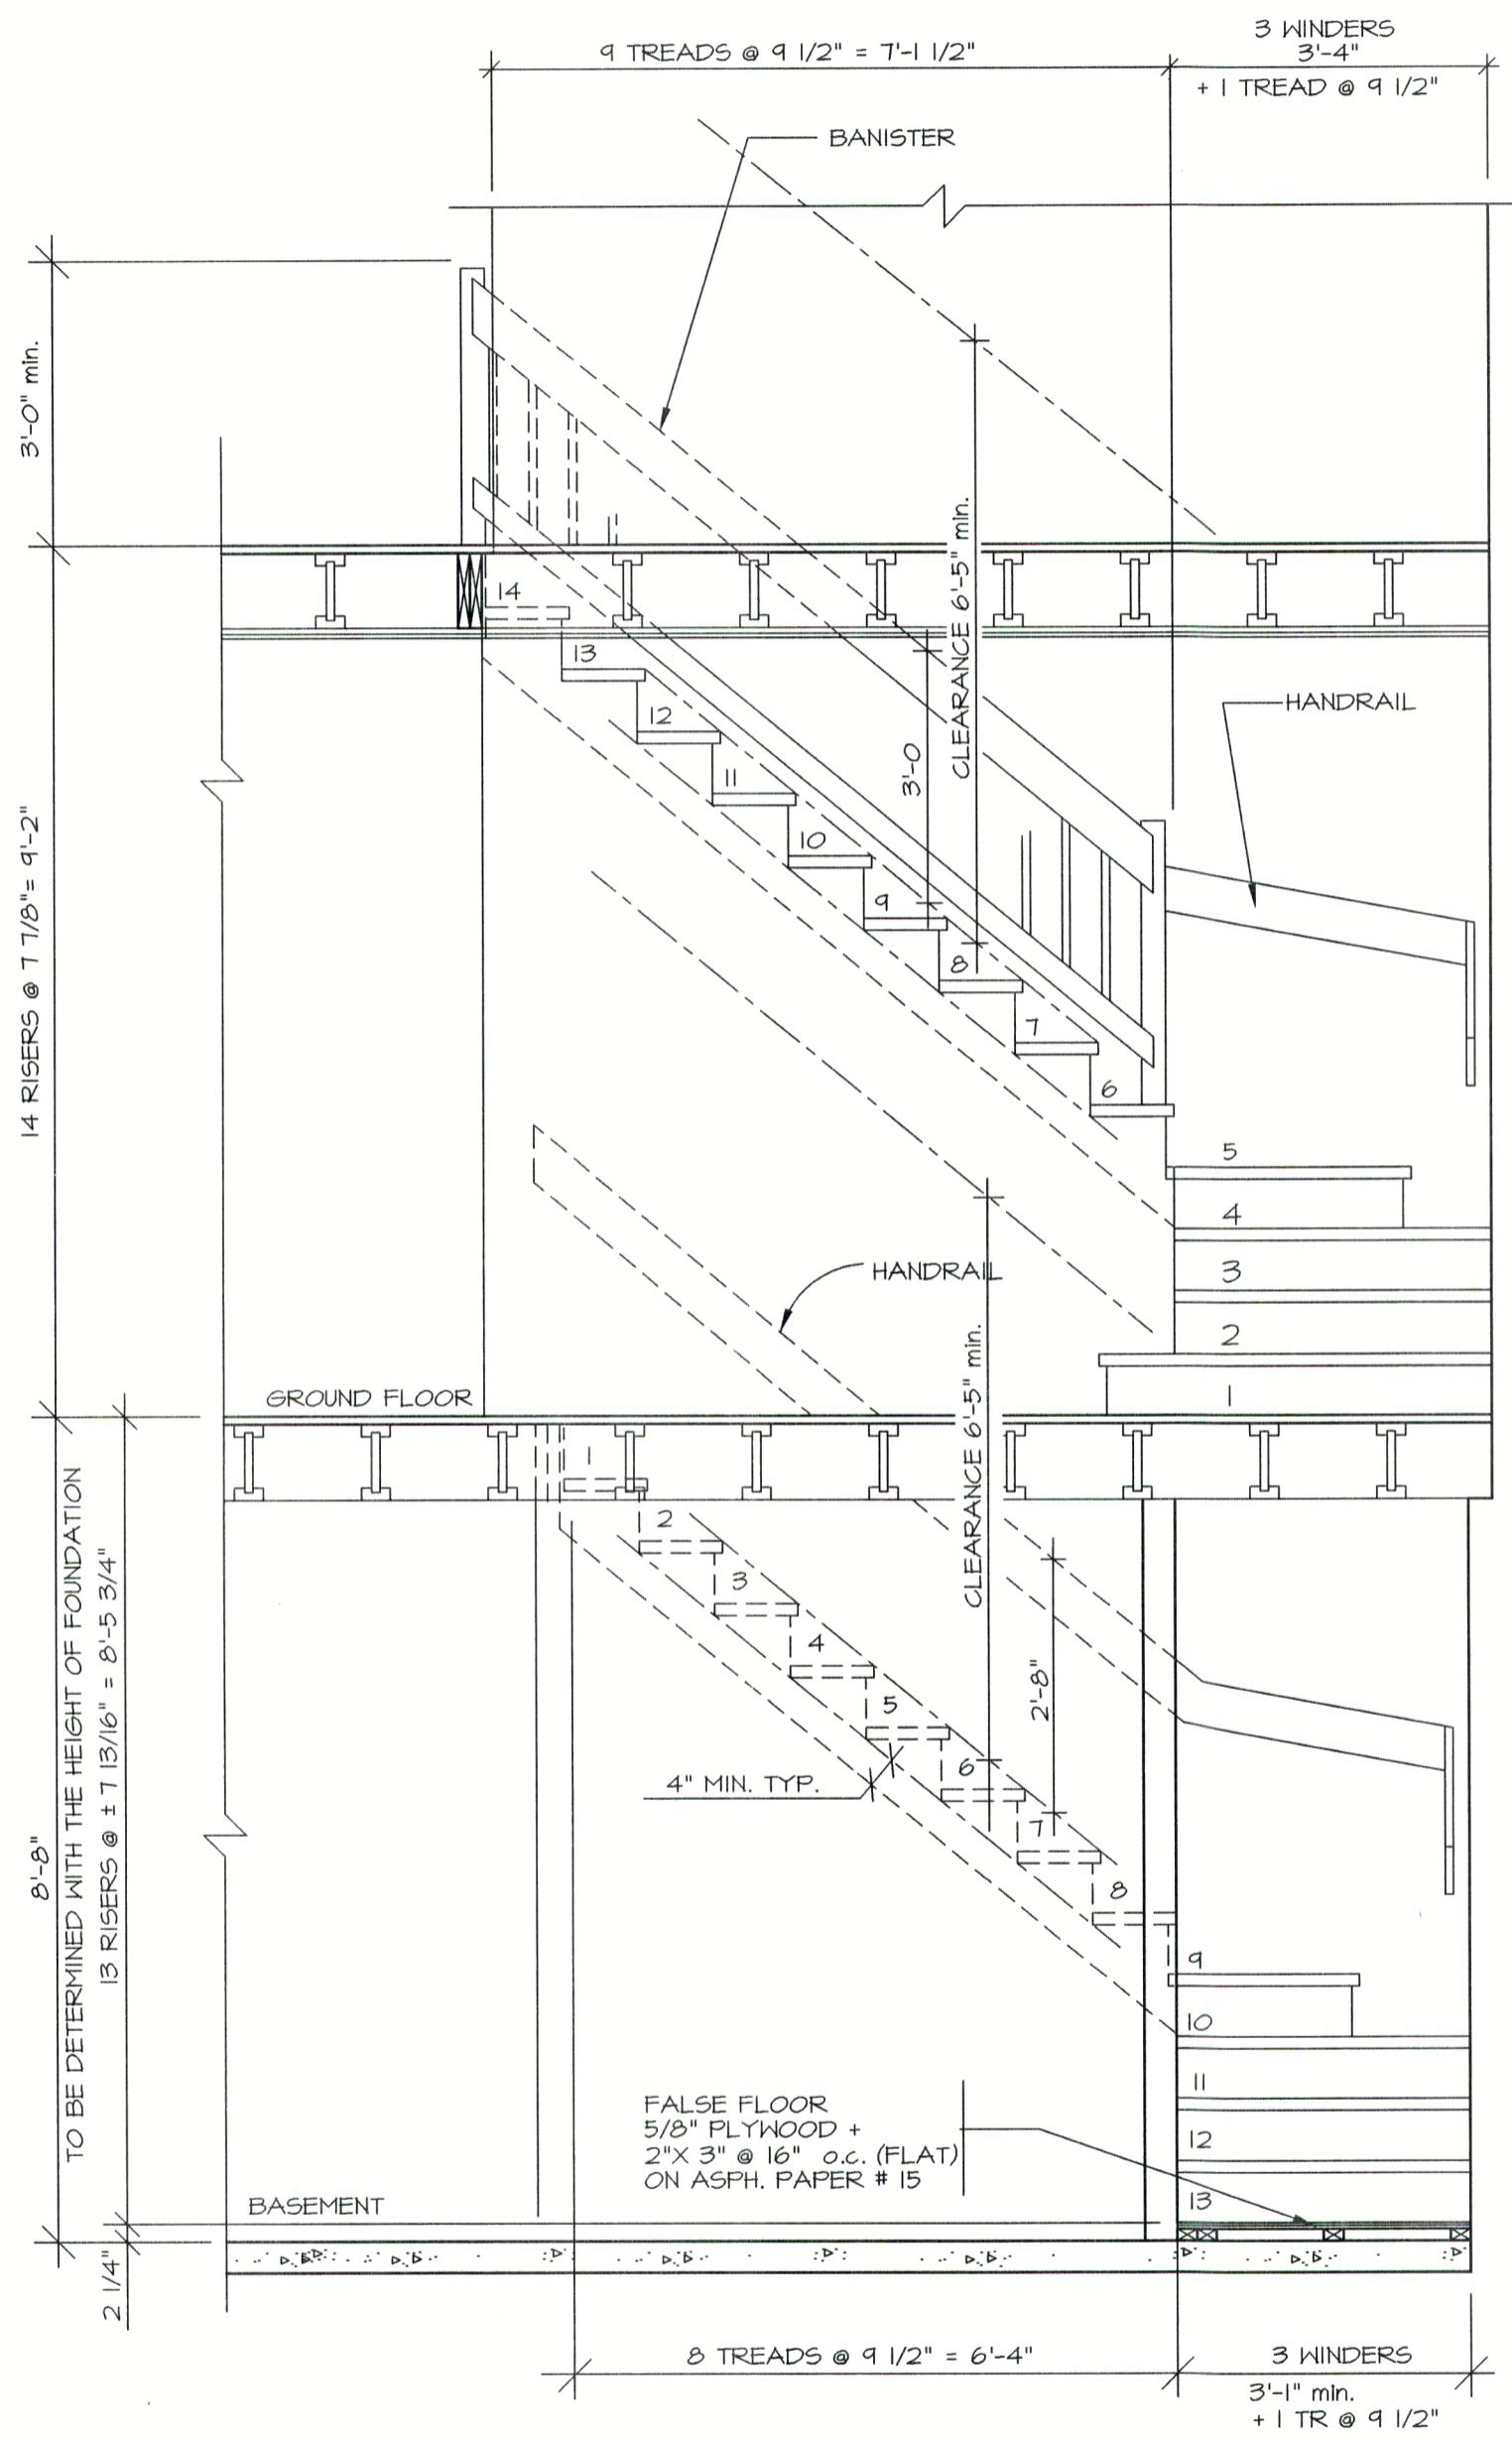 9 TREADS @ 9 1/2" = 7'-1 1/2"
3 WINDERS
3'-4"
+ 1 TREAD @ 9 1/2"
BANISTER
3'-0" min.
CLEARANCE 6'-5" min.
14
13
12
11
10
9
8
7
6
5
4
3
2
1
3'-0
HANDRAIL
14 RISERS @ 7 7/8"= 9'-2"
HANDRAIL
GROUND FLOOR
CLEARANCE 6'-5" min.
1
2
3
4
5
6
7
8
9
10
11
12
13
2'-8"
4" MIN. TYP.
8'-8"
TO BE DETERMINED WITH THE HEIGHT OF FOUNDATION
13 RISERS @ ± 7 13/16" = 8'-5 3/4"
FALSE FLOOR
5/8" PLYWOOD +
2"X 3" @ 16" o.c. (FLAT)
ON ASPH. PAPER # 15
BASEMENT
2 1/4"
8 TREADS @ 9 1/2" = 6'-4"
3 WINDERS
3'-1" min.
+ 1 TR @ 9 1/2"